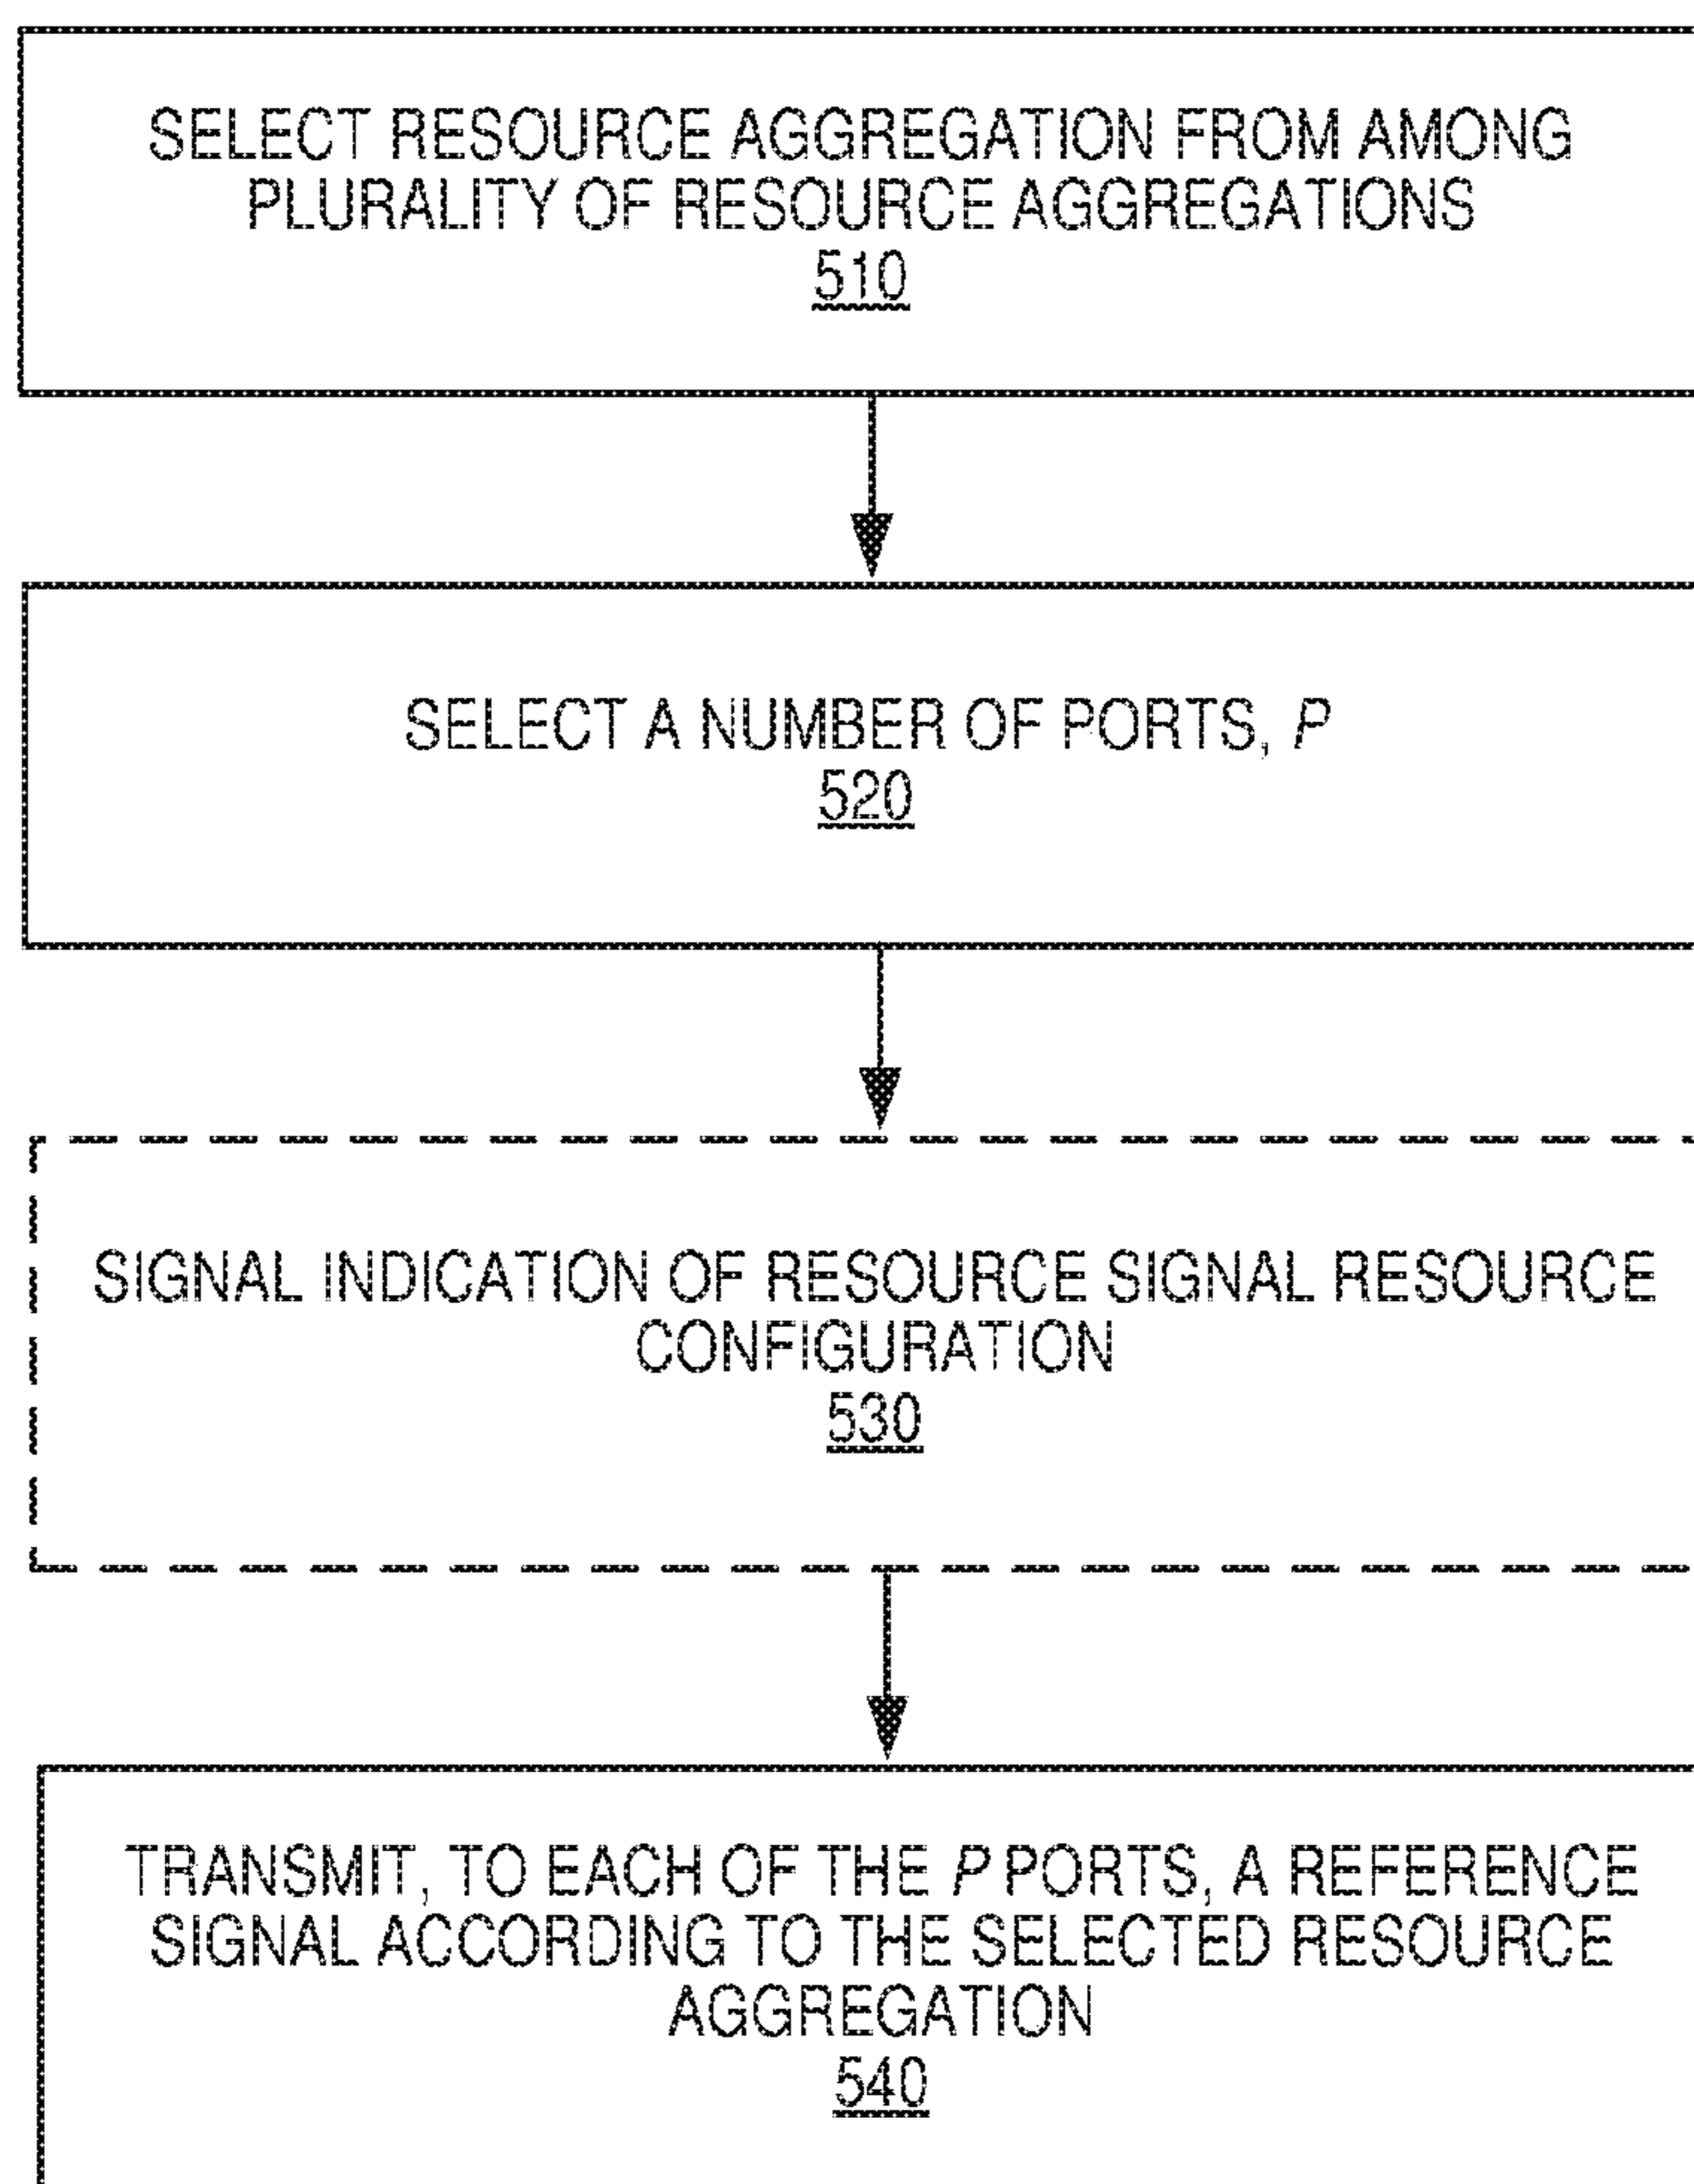 SELECT RESOURCE AGGREGATION FROM AMONG
PLURALITY OF RESOURCE AGGREGATIONS
510
SELECT A NUMBER OF PORTS, P
520
SIGNAL INDICATION OF RESOURCE SIGNAL RESOURCE
CONFIGURATION
530
TRANSMIT, TO EACH OF THE P PORTS, A REFERENCE
SIGNAL ACCORDING TO THE SELECTED RESOURCE
AGGREGATION
540